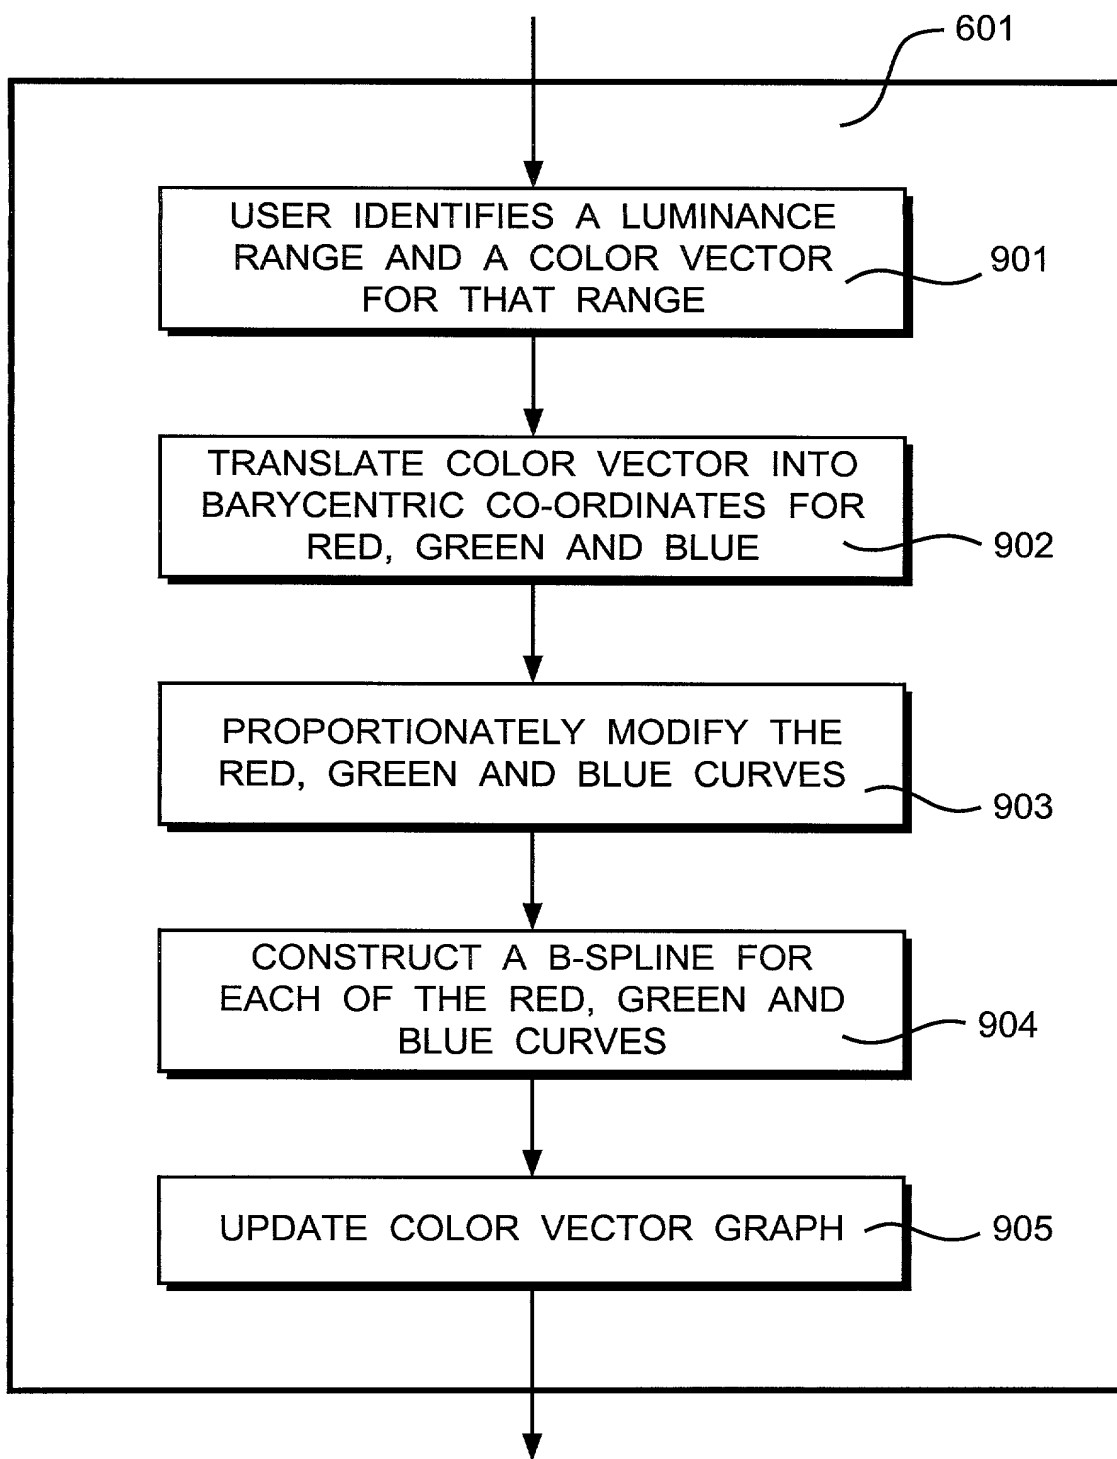 601
USER IDENTIFIES A LUMINANCE
RANGE AND A COLOR VECTOR
FOR THAT RANGE
901
TRANSLATE COLOR VECTOR INTO
BARYCENTRIC CO-ORDINATES FOR
RED, GREEN AND BLUE
902
PROPORTIONATELY MODIFY THE
RED, GREEN AND BLUE CURVES
903
CONSTRUCT A B-SPLINE FOR
EACH OF THE RED, GREEN AND
BLUE CURVES
904
UPDATE COLOR VECTOR GRAPH
905